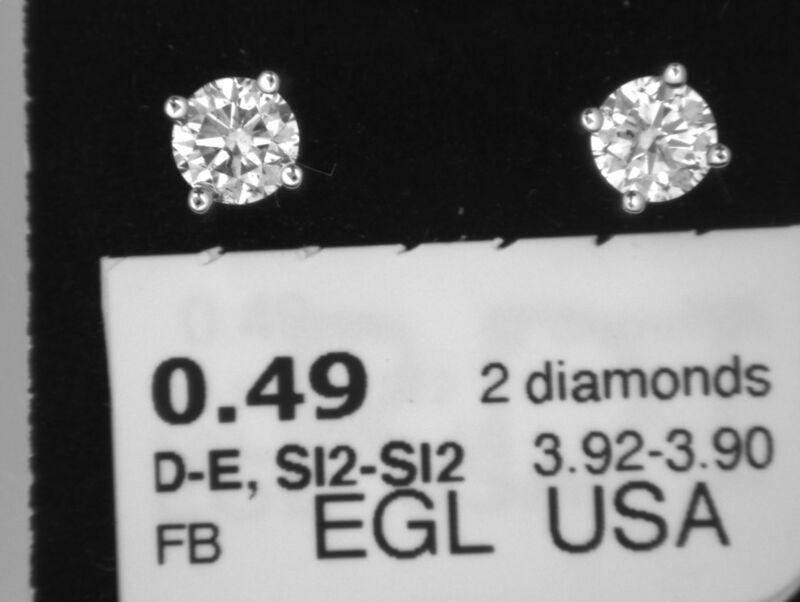 0.49 2 diamonds
D-E, SI2-SI2 3.92-3.90
FB EGL USA